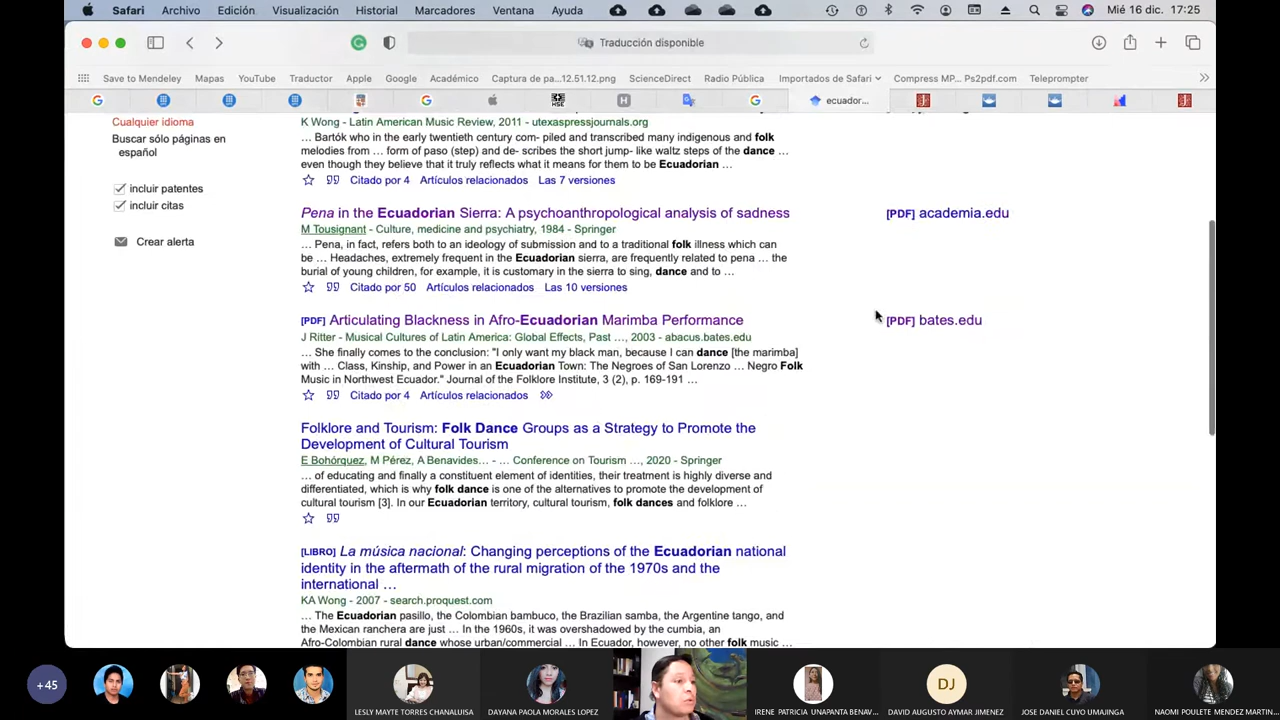 Safari Archivo Edición Visualización Historial Marcadores Ventana Ayuda Mié 16 dic. 17:25
Traducción disponible
Save to Mendeley Mapas YouTube Traductor Apple Google Académico Captura de pa...12.51.12.png ScienceDirect Radio Pública Importados de Safari Compress MP... Ps2pdf.com Teleprompter
ecuador...
Cualquier idioma
Buscar sólo páginas en
español
incluir patentes
incluir citas
Crear alerta
K Wong - Latin American Music Review, 2011 - utexaspressjournals.org
... Bartók who in the early twentieth century com- piled and transcribed many indigenous and folk
melodies from ... form of paso (step) and de- scribes the short jump- like waltz steps of the dance ...
even though they believe that it truly reflects what it means for them to be Ecuadorian ...
Citado por 4 Artículos relacionados Las 7 versiones
Pena in the Ecuadorian Sierra: A psychoanthropological analysis of sadness
[PDF] academia.edu
M Tousignant - Culture, medicine and psychiatry, 1984 - Springer
... Pena, in fact, refers both to an ideology of submission and to a traditional folk illness which can
be ... Headaches, extremely frequent in the Ecuadorian sierra, are frequently related to pena ... the
burial of young children, for example, it is customary in the sierra to sing, dance and to ...
Citado por 50 Artículos relacionados Las 10 versiones
[PDF] Articulating Blackness in Afro-Ecuadorian Marimba Performance
[PDF] bates.edu
J Ritter - Musical Cultures of Latin America: Global Effects, Past ..., 2003 - abacus.bates.edu
... She finally comes to the conclusion: "I only want my black man, because I can dance [the marimba]
with ... Class, Kinship, and Power in an Ecuadorian Town: The Negroes of San Lorenzo ... Negro Folk
Music in Northwest Ecuador." Journal of the Folklore Institute, 3 (2), p. 169-191 ...
Citado por 4 Artículos relacionados
Folklore and Tourism: Folk Dance Groups as a Strategy to Promote the
Development of Cultural Tourism
E Bohórquez, M Pérez, A Benavides... - ... Conference on Tourism ..., 2020 - Springer
... of educating and finally a constituent element of identities, their treatment is highly diverse and
differentiated, which is why folk dance is one of the alternatives to promote the development of
cultural tourism [3]. In our Ecuadorian territory, cultural tourism, folk dances and folklore ...
[LIBRO] La música nacional: Changing perceptions of the Ecuadorian national
identity in the aftermath of the rural migration of the 1970s and the
international ...
KA Wong - 2007 - search.proquest.com
... The Ecuadorian pasillo, the Colombian bambuco, the Brazilian samba, the Argentine tango, and
the Mexican ranchera are just ... In the 1960s, it was overshadowed by the cumbia, an
Afro-Colombian rural dance whose urban/commercial ... In Ecuador, however, no other folk music ...
+45
DJ
LESLY MAYTE TORRES CHANALUISA
DAYANA PAOLA MORALES LOPEZ
IRENE PATRICIA UNAPANTA BENAV...
DAVID AUGUSTO AYMAR JIMENEZ
JOSE DANIEL CUYO UMAJINGA
NAOMI POULETE MENDEZ MARTIN...